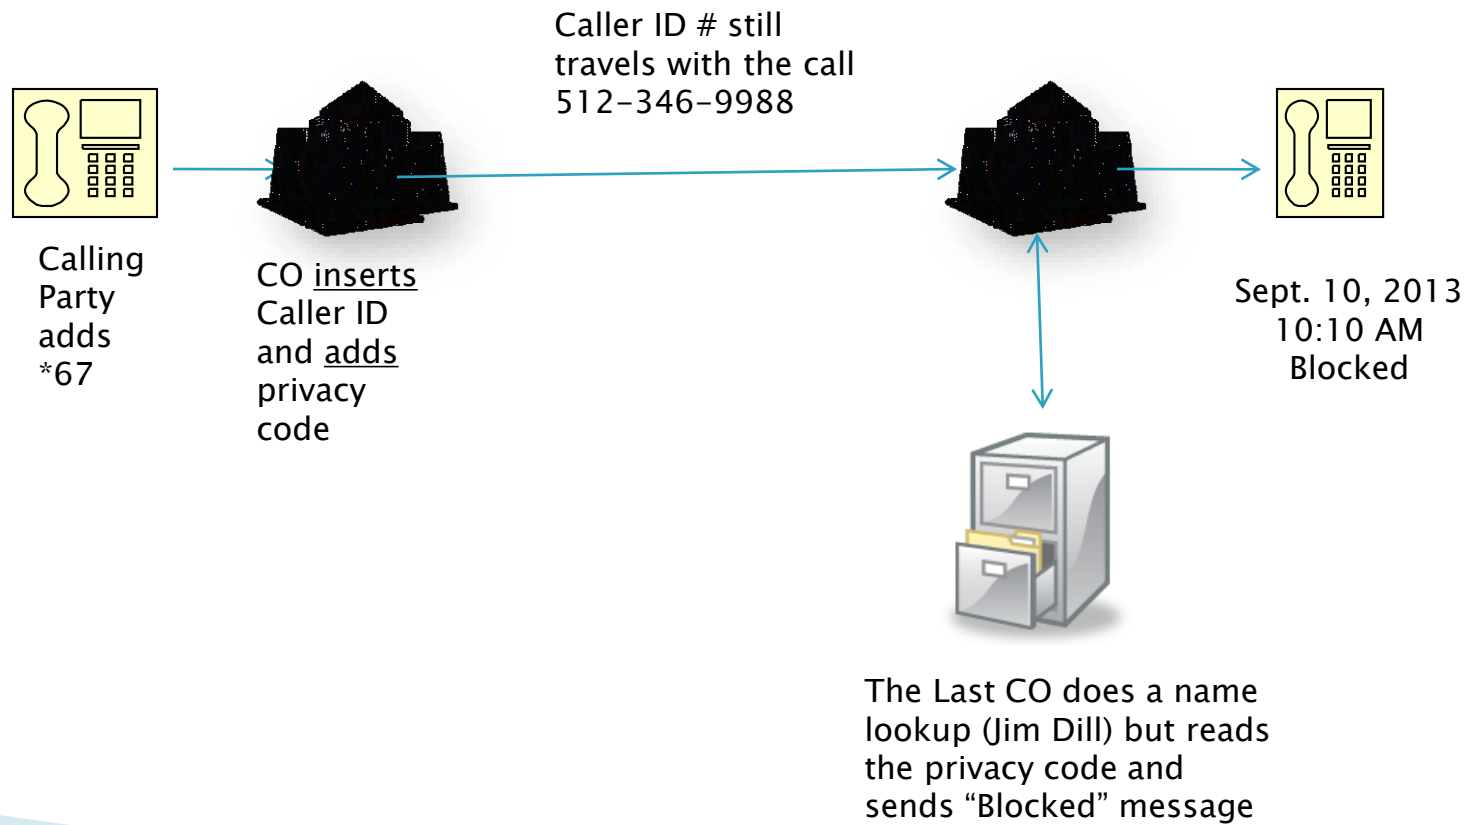 Caller ID # still
travels with the call
512-346-9988
Calling
Party
adds
*67
CO inserts
Caller ID
and adds
privacy
code
Sept. 10, 2013
10:10 AM
Blocked
The Last CO does a name
lookup (Jim Dill) but reads
the privacy code and
sends “Blocked” message